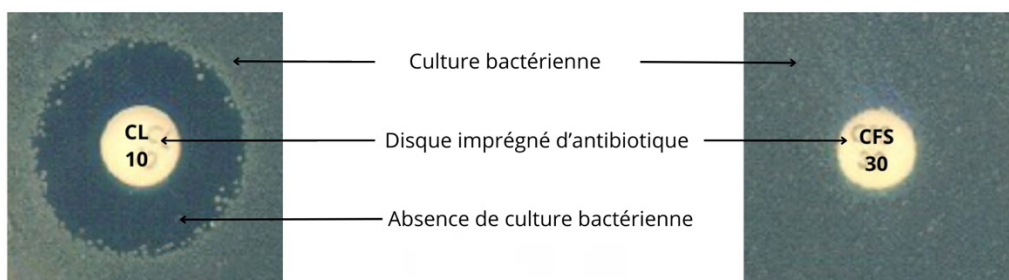 Culture bactérienne
CL
10
Disque imprégné d’antibiotique
CFS
30
Absence de culture bactérienne